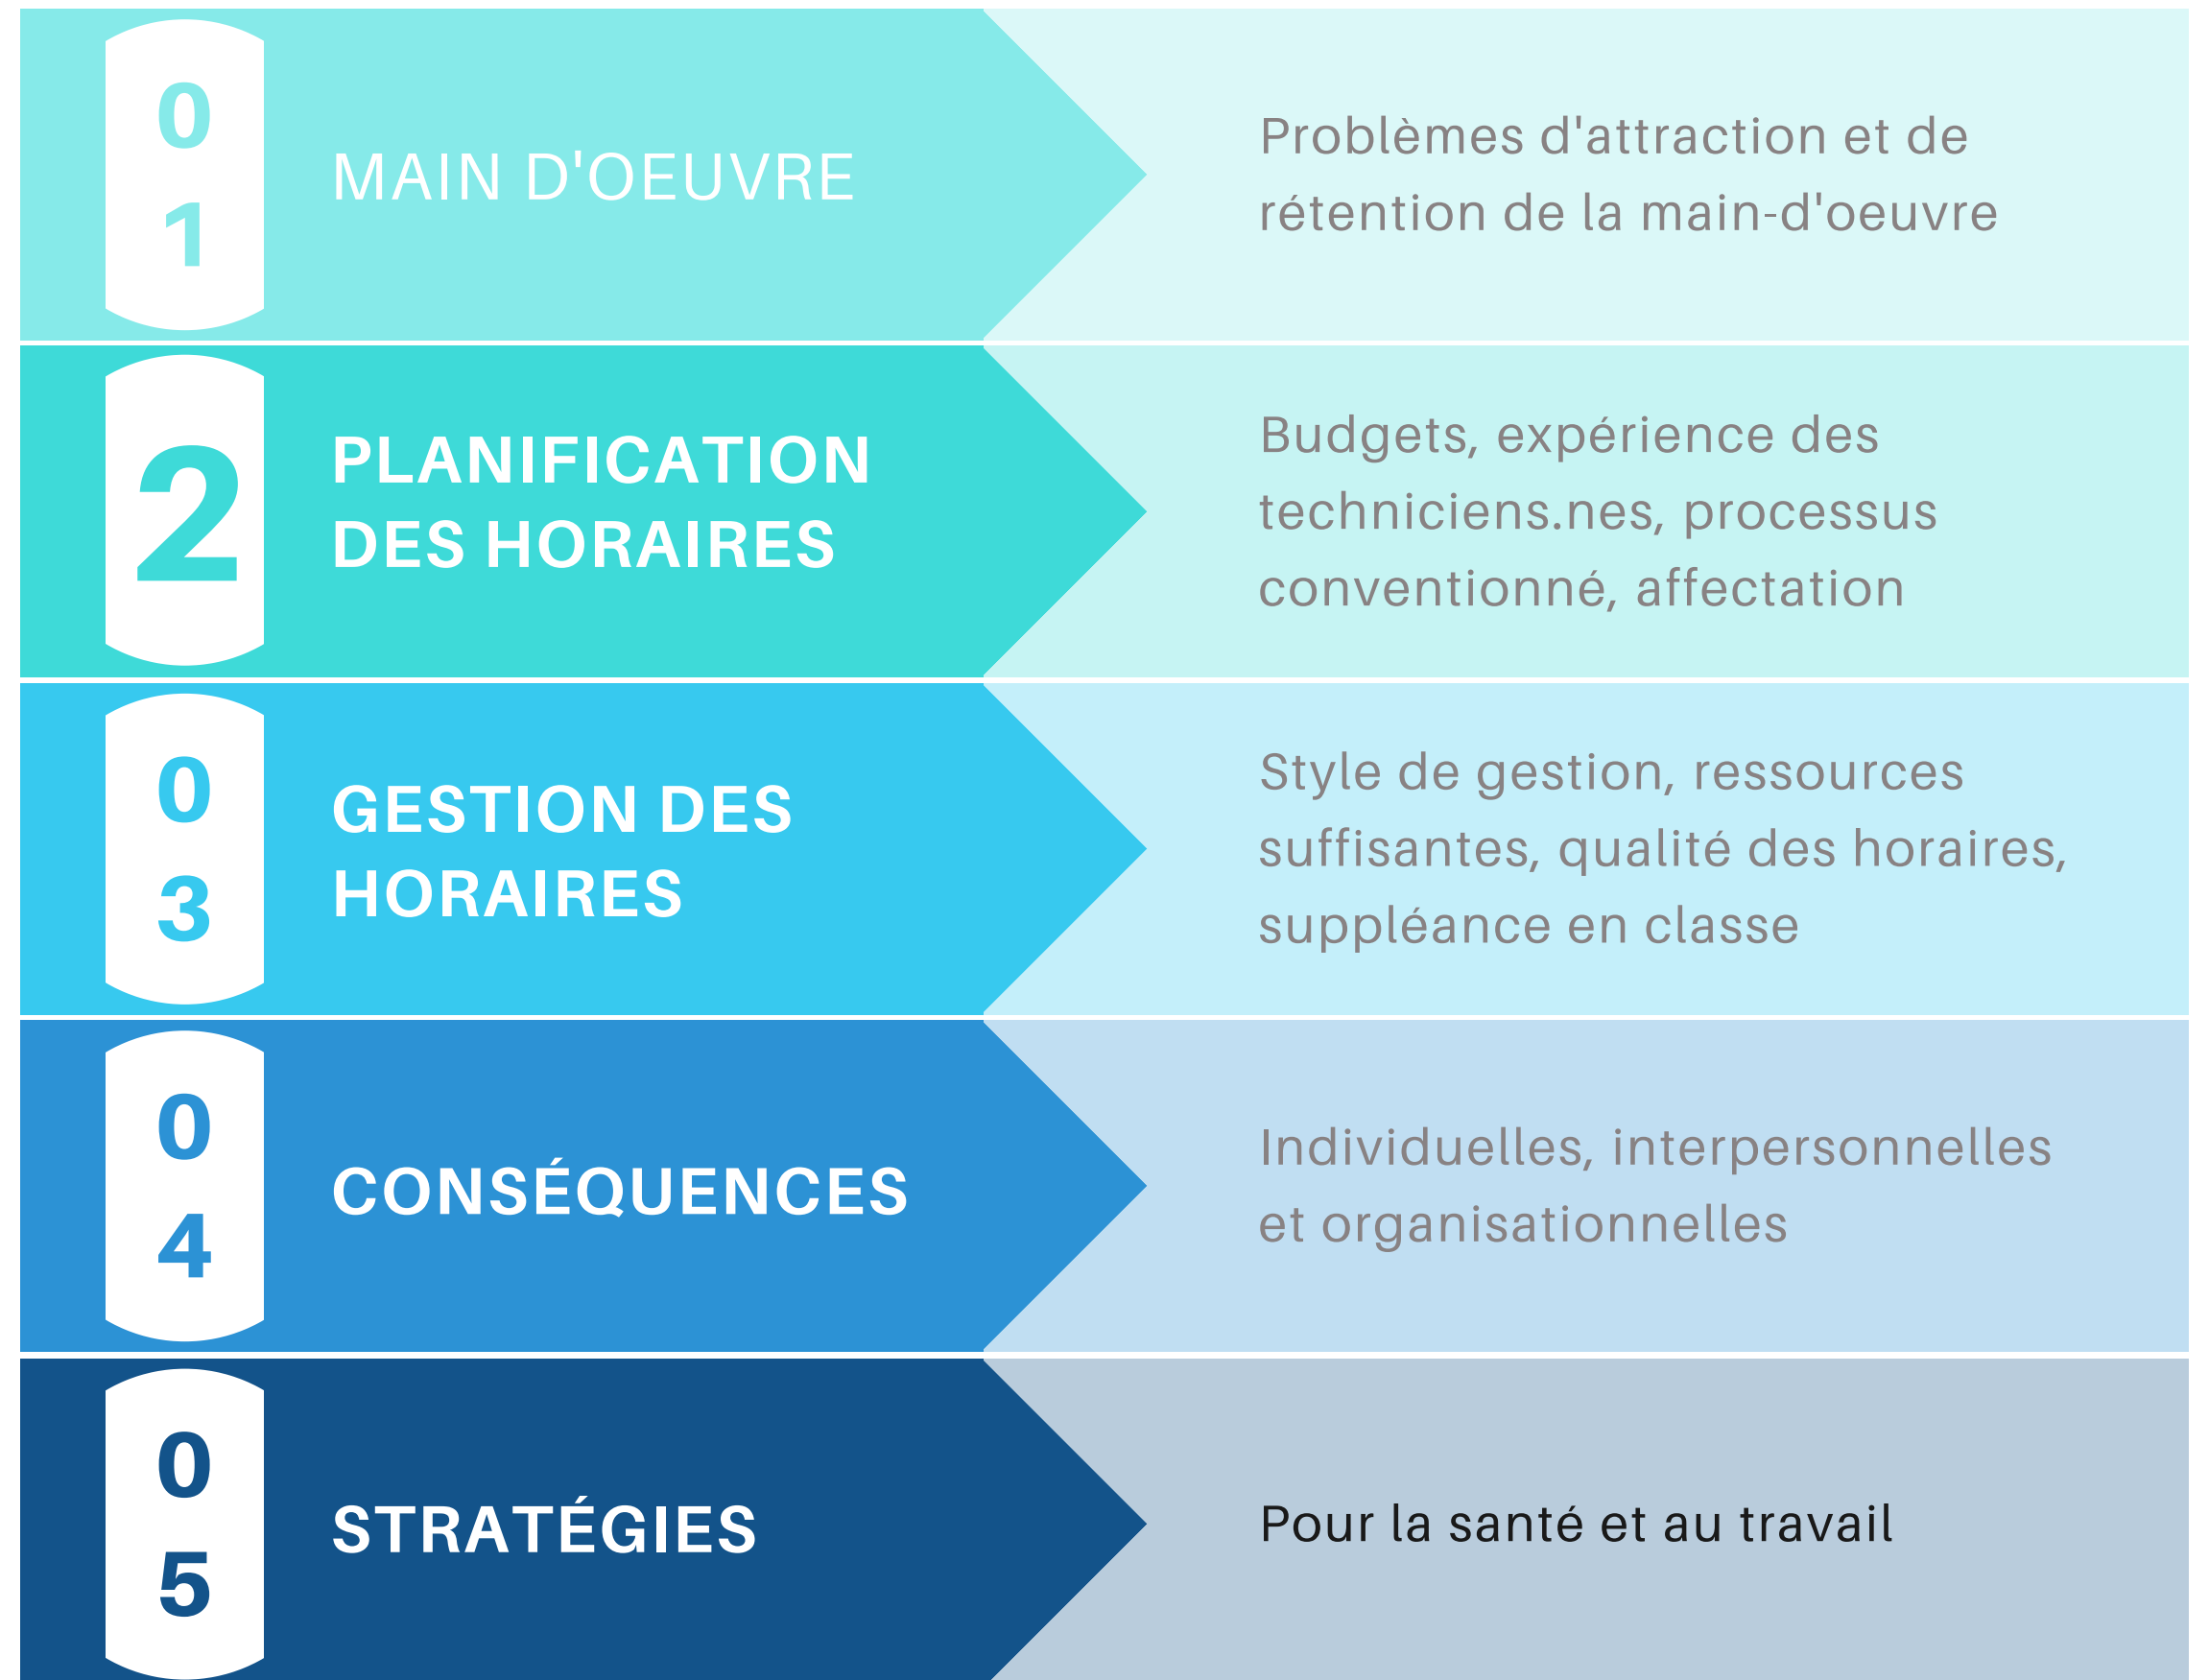 0
1
MAIN D'OEUVRE
Problèmes d'attraction et de
rétention de la main-d'oeuvre
2
PLANIFICATION
DES HORAIRES
Budgets, expérience des
techniciens.nes, processus
conventionné, affectation
0
3
GESTION DES
HORAIRES
Style de gestion, ressources
suffisantes, qualité des horaires,
suppléance en classe
0
4
CONSÉQUENCES
Individuelles, interpersonnelles
et organisationnelles
0
5
STRATÉGIES
Pour la santé et au travail